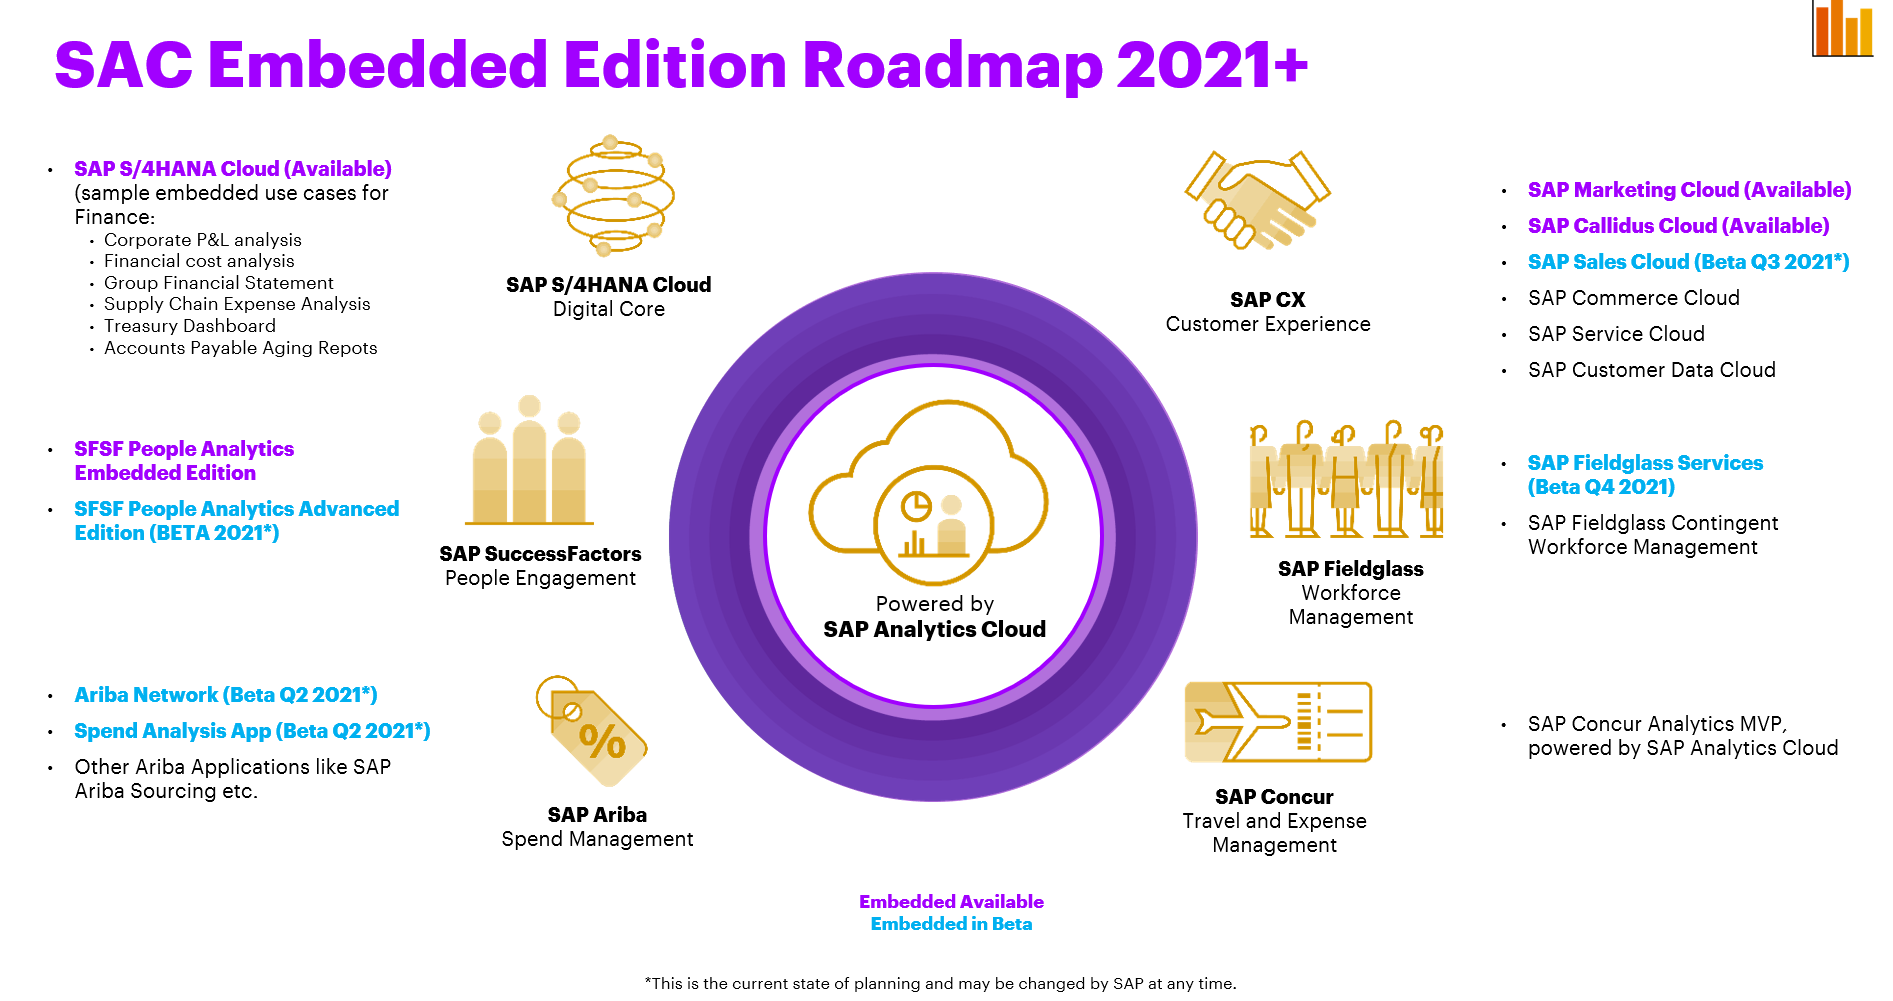 SAC Embedded Edition Roadmap 2021+
• SAP S/4HANA Cloud (Available)
(sample embedded use cases for
Finance:
• Corporate P&L analysis
• Financial cost analysis
• Group Financial Statement
• Supply Chain Expense Analysis
• Treasury Dashboard
• Accounts Payable Aging Repots
SAP S/4HANA Cloud
Digital Core
• SFSF People Analytics
Embedded Edition
• SFSF People Analytics Advanced
Edition (BETA 2021*)
SAP SuccessFactors
People Engagement
• Ariba Network (Beta Q2 2021*)
• Spend Analysis App (Beta Q2 2021*)
• Other Ariba Applications like SAP
Ariba Sourcing etc.
%
SAP Ariba
Spend Management
Powered by
SAP Analytics Cloud
SAP CX
Customer Experience
• SAP Marketing Cloud (Available)
• SAP Callidus Cloud (Available)
• SAP Sales Cloud (Beta Q3 2021*)
• SAP Commerce Cloud
• SAP Service Cloud
• SAP Customer Data Cloud
SAP Fieldglass
Workforce
Management
• SAP Fieldglass Services
(Beta Q4 2021)
• SAP Fieldglass Contingent
Workforce Management
SAP Concur
Travel and Expense
Management
• SAP Concur Analytics MVP,
powered by SAP Analytics Cloud
Embedded Available
Embedded in Beta
*This is the current state of planning and may be changed by SAP at any time.